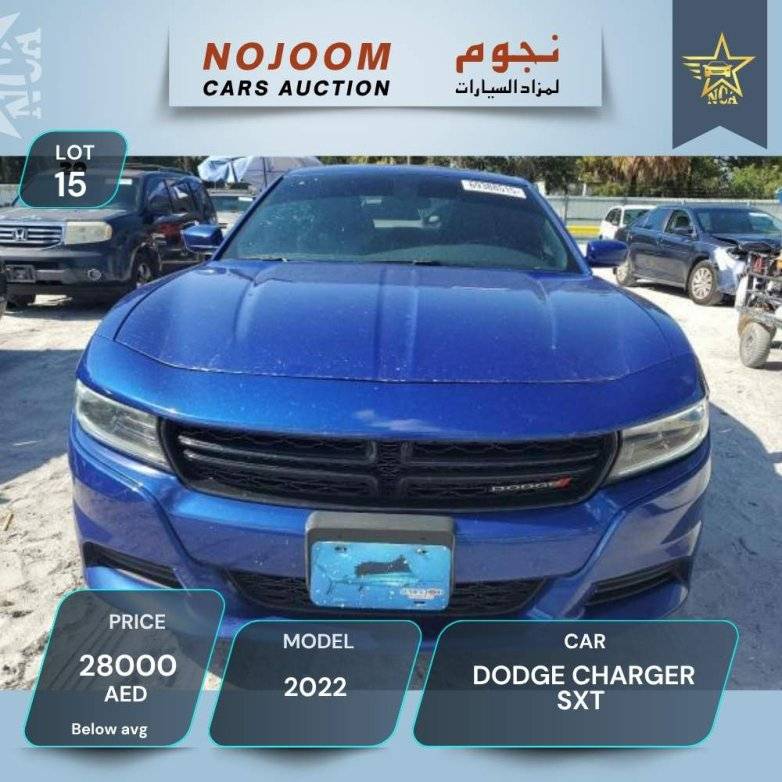 NOJOOM
CARS AUCTION
نجوم
لمزاد السيارات
NCA
NCA
LOT
15
PRICE
28000
AED
Below avg
MODEL
2022
CAR
DODGE CHARGER
SXT
DODGE